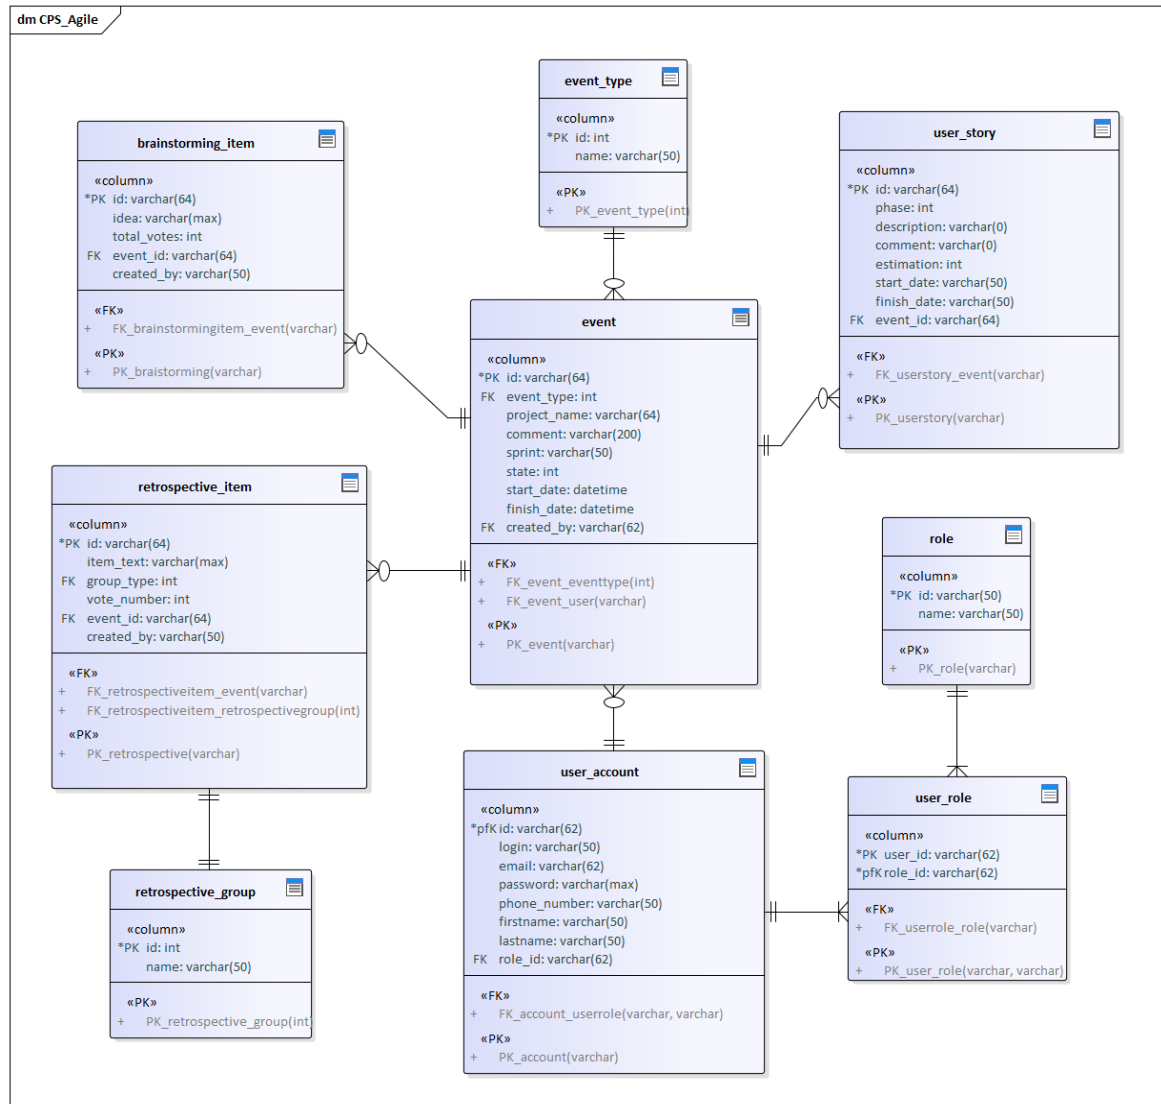 dm CPS_Agile
event_type
«column»
*PK id: int
name: varchar(50)
«PK»
+ PK_event_type(int)
brainstorming_item
«column»
*PK id: varchar(64)
idea: varchar(max)
total_votes: int
FK event_id: varchar(64)
created_by: varchar(50)
«FK»
+ FK_brainstormingitem_event(varchar)
«PK»
+ PK_braistorming(varchar)
user_story
«column»
*PK id: varchar(64)
phase: int
description: varchar(0)
comment: varchar(0)
estimation: int
start_date: varchar(50)
finish_date: varchar(50)
FK event_id: varchar(64)
«FK»
+ FK_userstory_event(varchar)
«PK»
+ PK_userstory(varchar)
event
«column»
*PK id: varchar(64)
FK event_type: int
project_name: varchar(64)
comment: varchar(200)
sprint: varchar(50)
state: int
start_date: datetime
finish_date: datetime
FK created_by: varchar(62)
«FK»
+ FK_event_eventtype(int)
+ FK_event_user(varchar)
«PK»
+ PK_event(varchar)
retrospective_item
«column»
*PK id: varchar(64)
item_text: varchar(max)
FK group_type: int
vote_number: int
FK event_id: varchar(64)
created_by: varchar(50)
«FK»
+ FK_retrospectiveitem_event(varchar)
+ FK_retrospectiveitem_retrospectivegroup(int)
«PK»
+ PK_retrospective(varchar)
role
«column»
*PK id: varchar(50)
name: varchar(50)
«PK»
+ PK_role(varchar)
user_account
«column»
*pfK id: varchar(62)
login: varchar(50)
email: varchar(62)
password: varchar(max)
phone_number: varchar(50)
firstname: varchar(50)
lastname: varchar(50)
FK role_id: varchar(62)
«FK»
+ FK_account_userrole(varchar, varchar)
«PK»
+ PK_account(varchar)
user_role
«column»
*PK user_id: varchar(62)
*pfK role_id: varchar(62)
«FK»
+ FK_userrole_role(varchar)
«PK»
+ PK_user_role(varchar, varchar)
retrospective_group
«column»
*PK id: int
name: varchar(50)
«PK»
+ PK_retrospective_group(int)